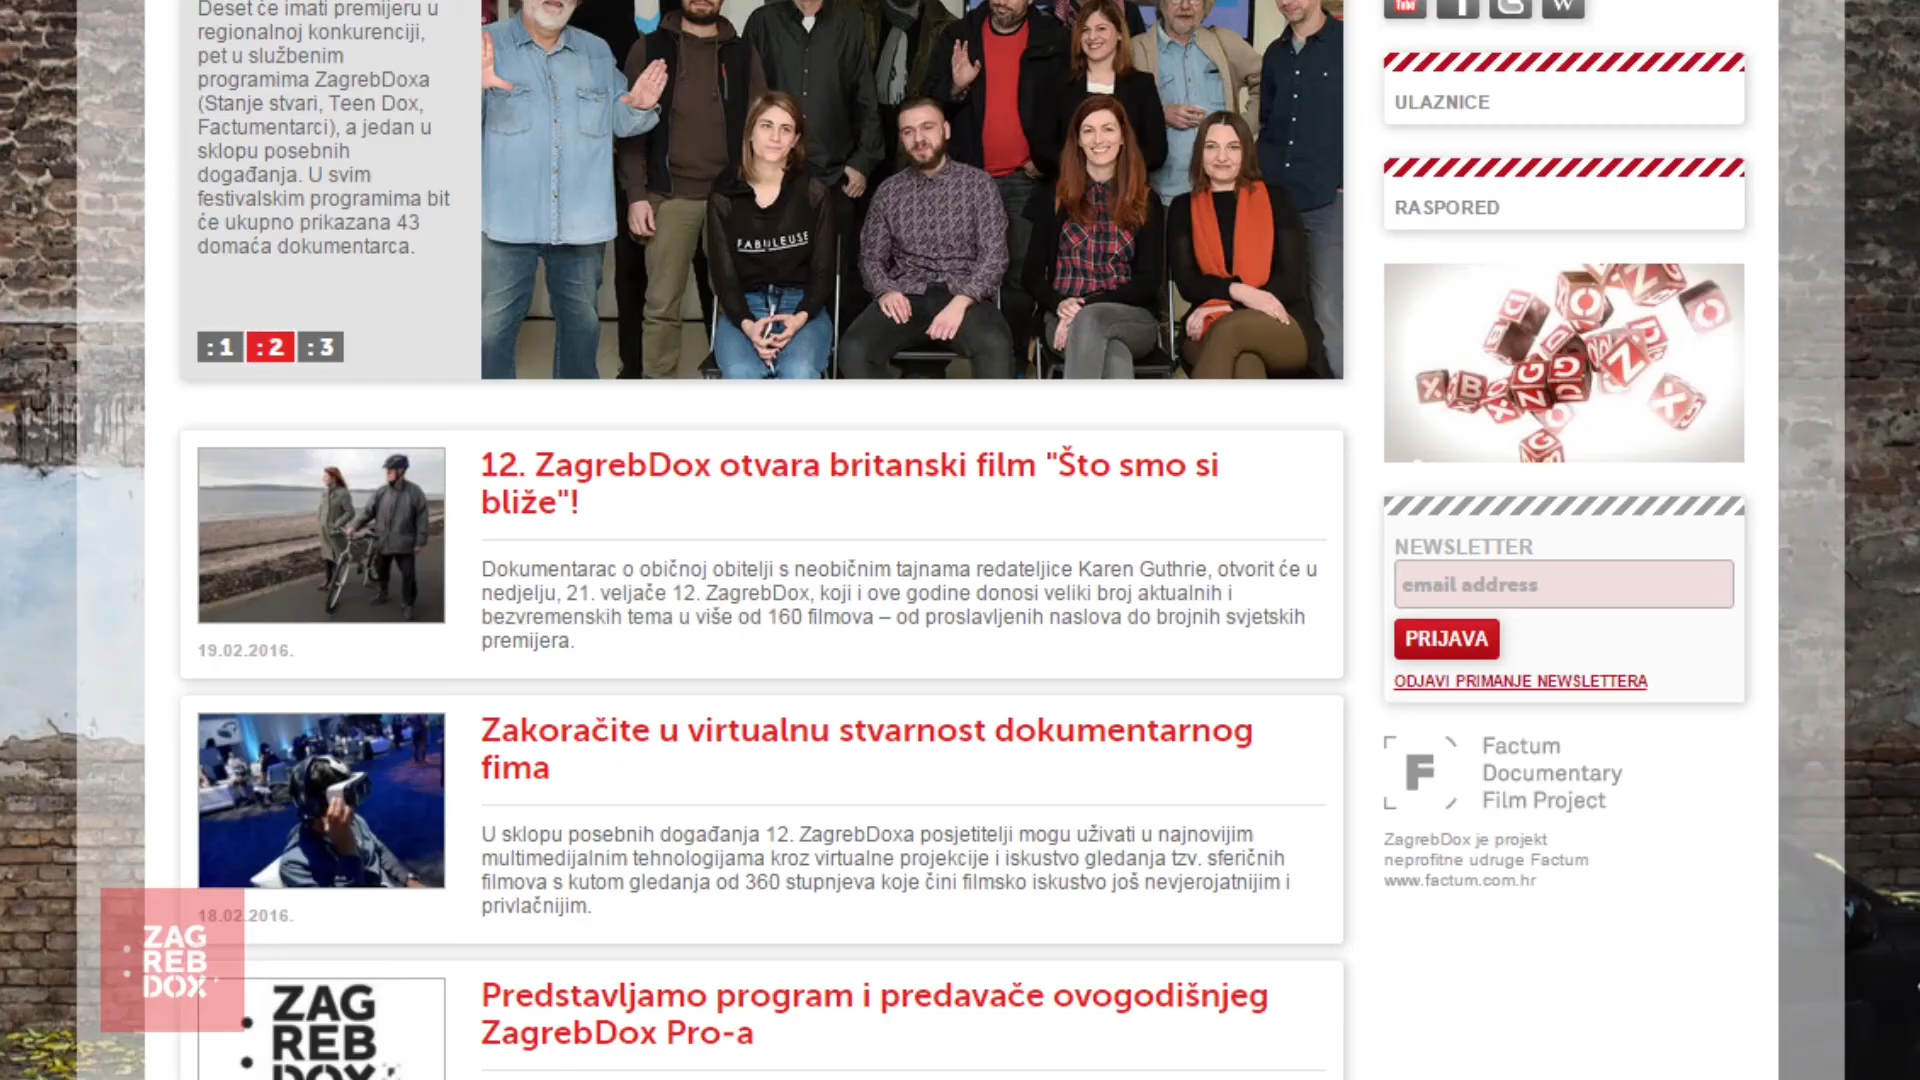 Deset će imati premijeru u
regionalnoj konkurenciji,
pet u službenim
programima ZagrebDoxa
(Stanje stvari, Teen Dox,
Factumentarci), a jedan u
sklopu posebnih
događanja. U svim
festivalskim programima bit
će ukupno prikazana 43
domaća dokumentarca.
:1 :2 :3
FABULEUSE
12. ZagrebDox otvara britanski film "Što smo si
bliže"!
Dokumentarac o običnoj obitelji s neobičnim tajnama redateljice Karen Guthrie, otvorit će u
nedjelju, 21. veljače 12. ZagrebDox, koji i ove godine donosi veliki broj aktualnih i
bezvremenskih tema u više od 160 filmova – od proslavljenih naslova do brojnih svjetskih
premijera.
19.02.2016.
Zakoračite u virtualnu stvarnost dokumentarnog
fima
U sklopu posebnih događanja 12. ZagrebDoxa posjetitelji mogu uživati u najnovijim
multimedijalnim tehnologijama kroz virtualne projekcije i iskustvo gledanja tzv. sferičnih
filmova s kutom gledanja od 360 stupnjeva koje čini filmsko iskustvo još nevjerojatnijim i
privlačnijim.
18.02.2016.
ZAG
REB
DOX
ZAG
REB
DOX
Predstavljamo program i predavače ovogodišnjeg
ZagrebDox Pro-a
ULAZNICE
RASPORED
NEWSLETTER
email address
PRIJAVA
ODJAVI PRIMANJE NEWSLETTERA
F
Factum
Documentary
Film Project
ZagrebDox je projekt
neprofitne udruge Factum
www.factum.com.hr